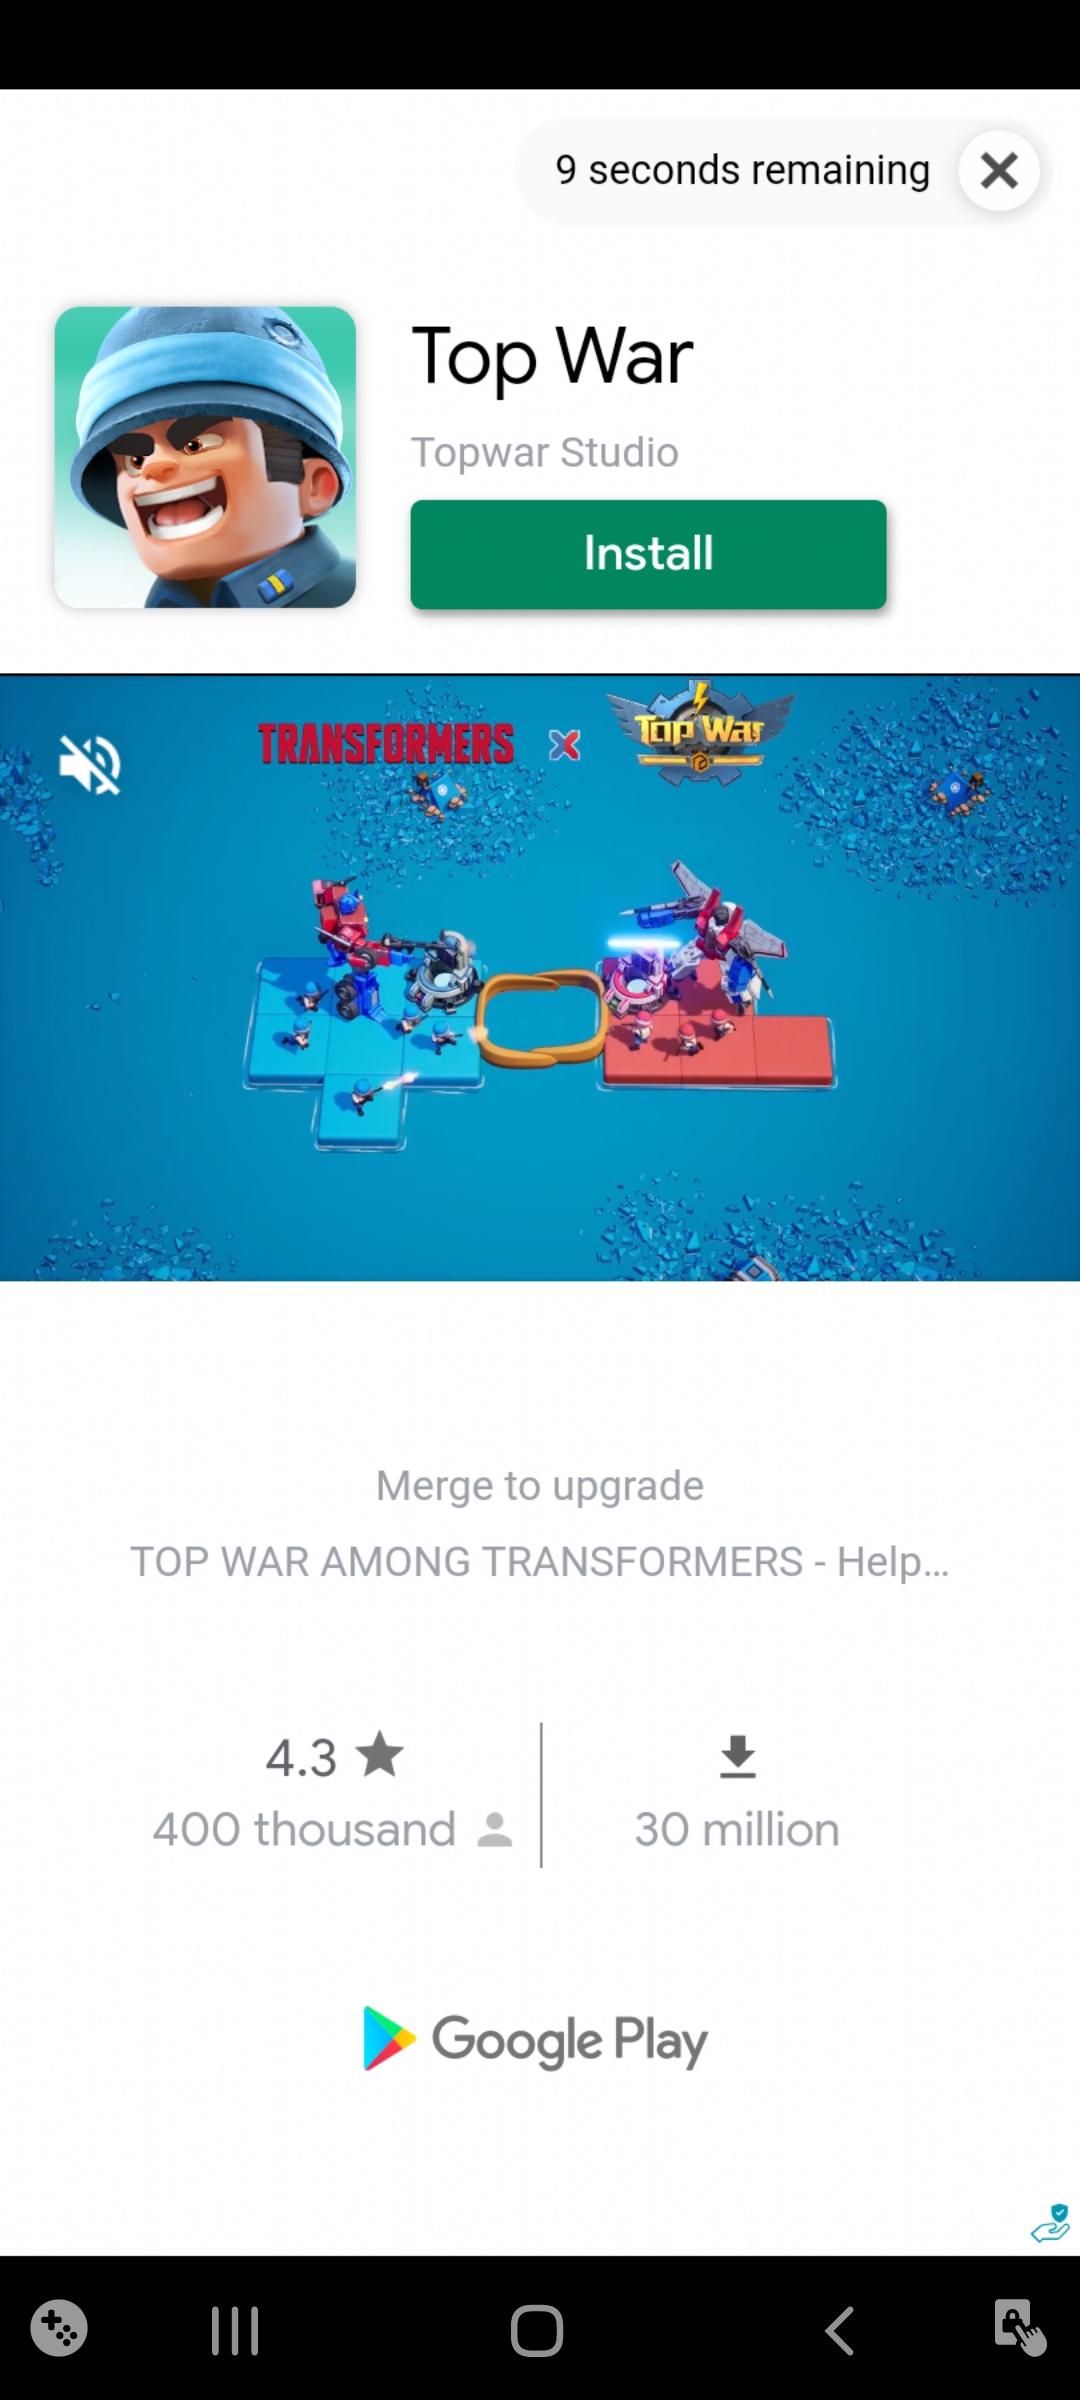 9 seconds remaining
Top War
Topwar Studio
Install
TRANSFORMERS X Top War
Merge to upgrade
TOP WAR AMONG TRANSFORMERS - Help...
4.3
400 thousand
30 million
Google Play